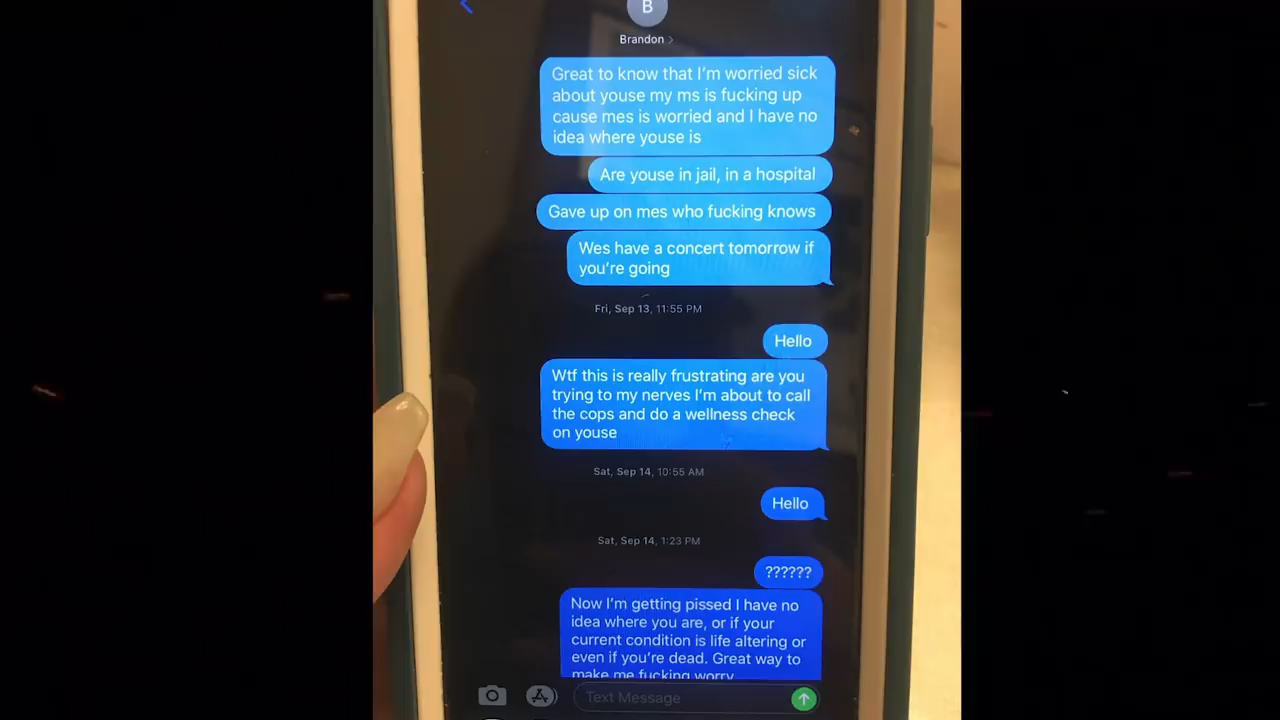 B
Brandon >
Great to know that I'm worried sick
about youse my ms is fucking up
cause mes is worried and I have no
idea where youse is
Are youse in jail, in a hospital
Gave up on mes who fucking knows
Wes have a concert tomorrow if
you're going
Fri, Sep 13, 11:55 PM
Hello
Wtf this is really frustrating are you
trying to my nerves I'm about to call
the cops and do a wellness check
on youse
Sat, Sep 14, 10:55 AM
Hello
Sat, Sep 14, 1:23 PM
??????
Now I'm getting pissed I have no
idea where you are, or if your
current condition is life altering or
even if you're dead. Great way to
make me fucking worry
Text Message